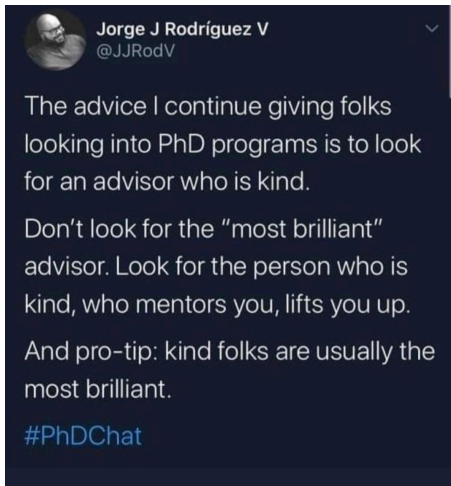 Jorge J Rodríguez V
@JJRodV
The advice I continue giving folks
looking into PhD programs is to look
for an advisor who is kind.
Don't look for the "most brilliant"
advisor. Look for the person who is
kind, who mentors you, lifts you up.
And pro-tip: kind folks are usually the
most brilliant.
#PhDChat